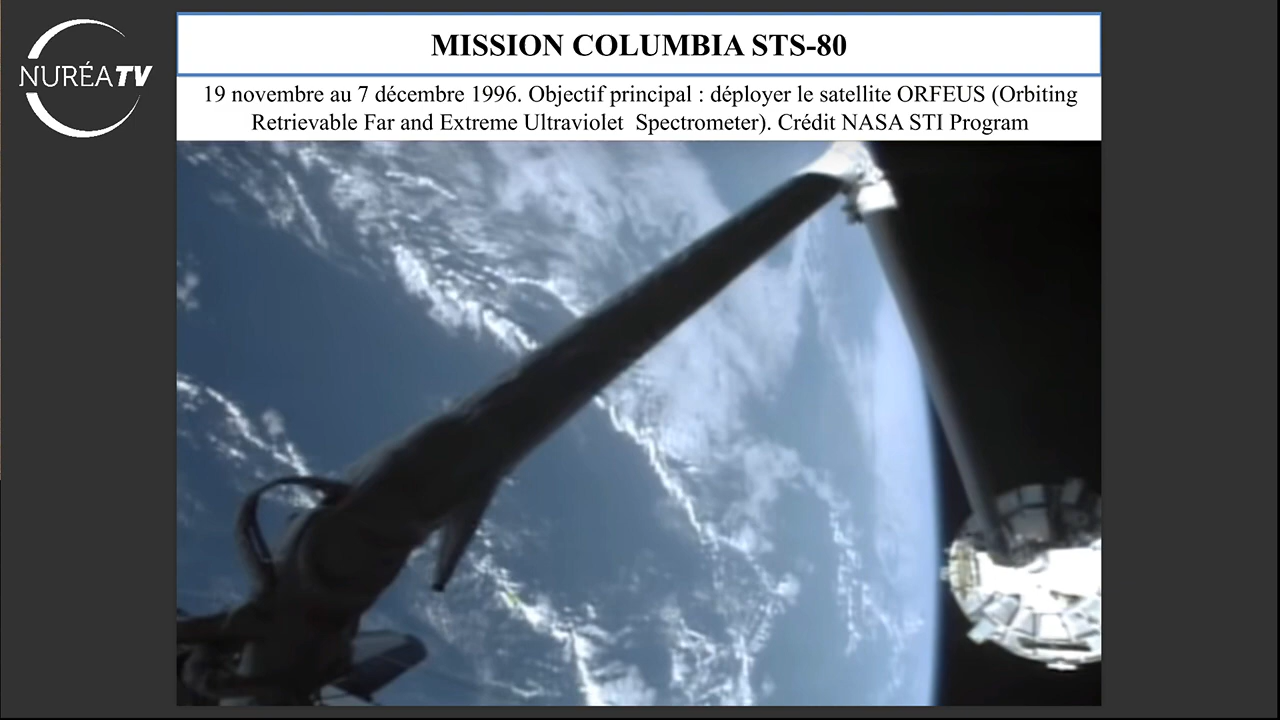 NURÉATV
MISSION COLUMBIA STS-80
19 novembre au 7 décembre 1996. Objectif principal : déployer le satellite ORFEUS (Orbiting
Retrievable Far and Extreme Ultraviolet Spectrometer). Crédit NASA STI Program